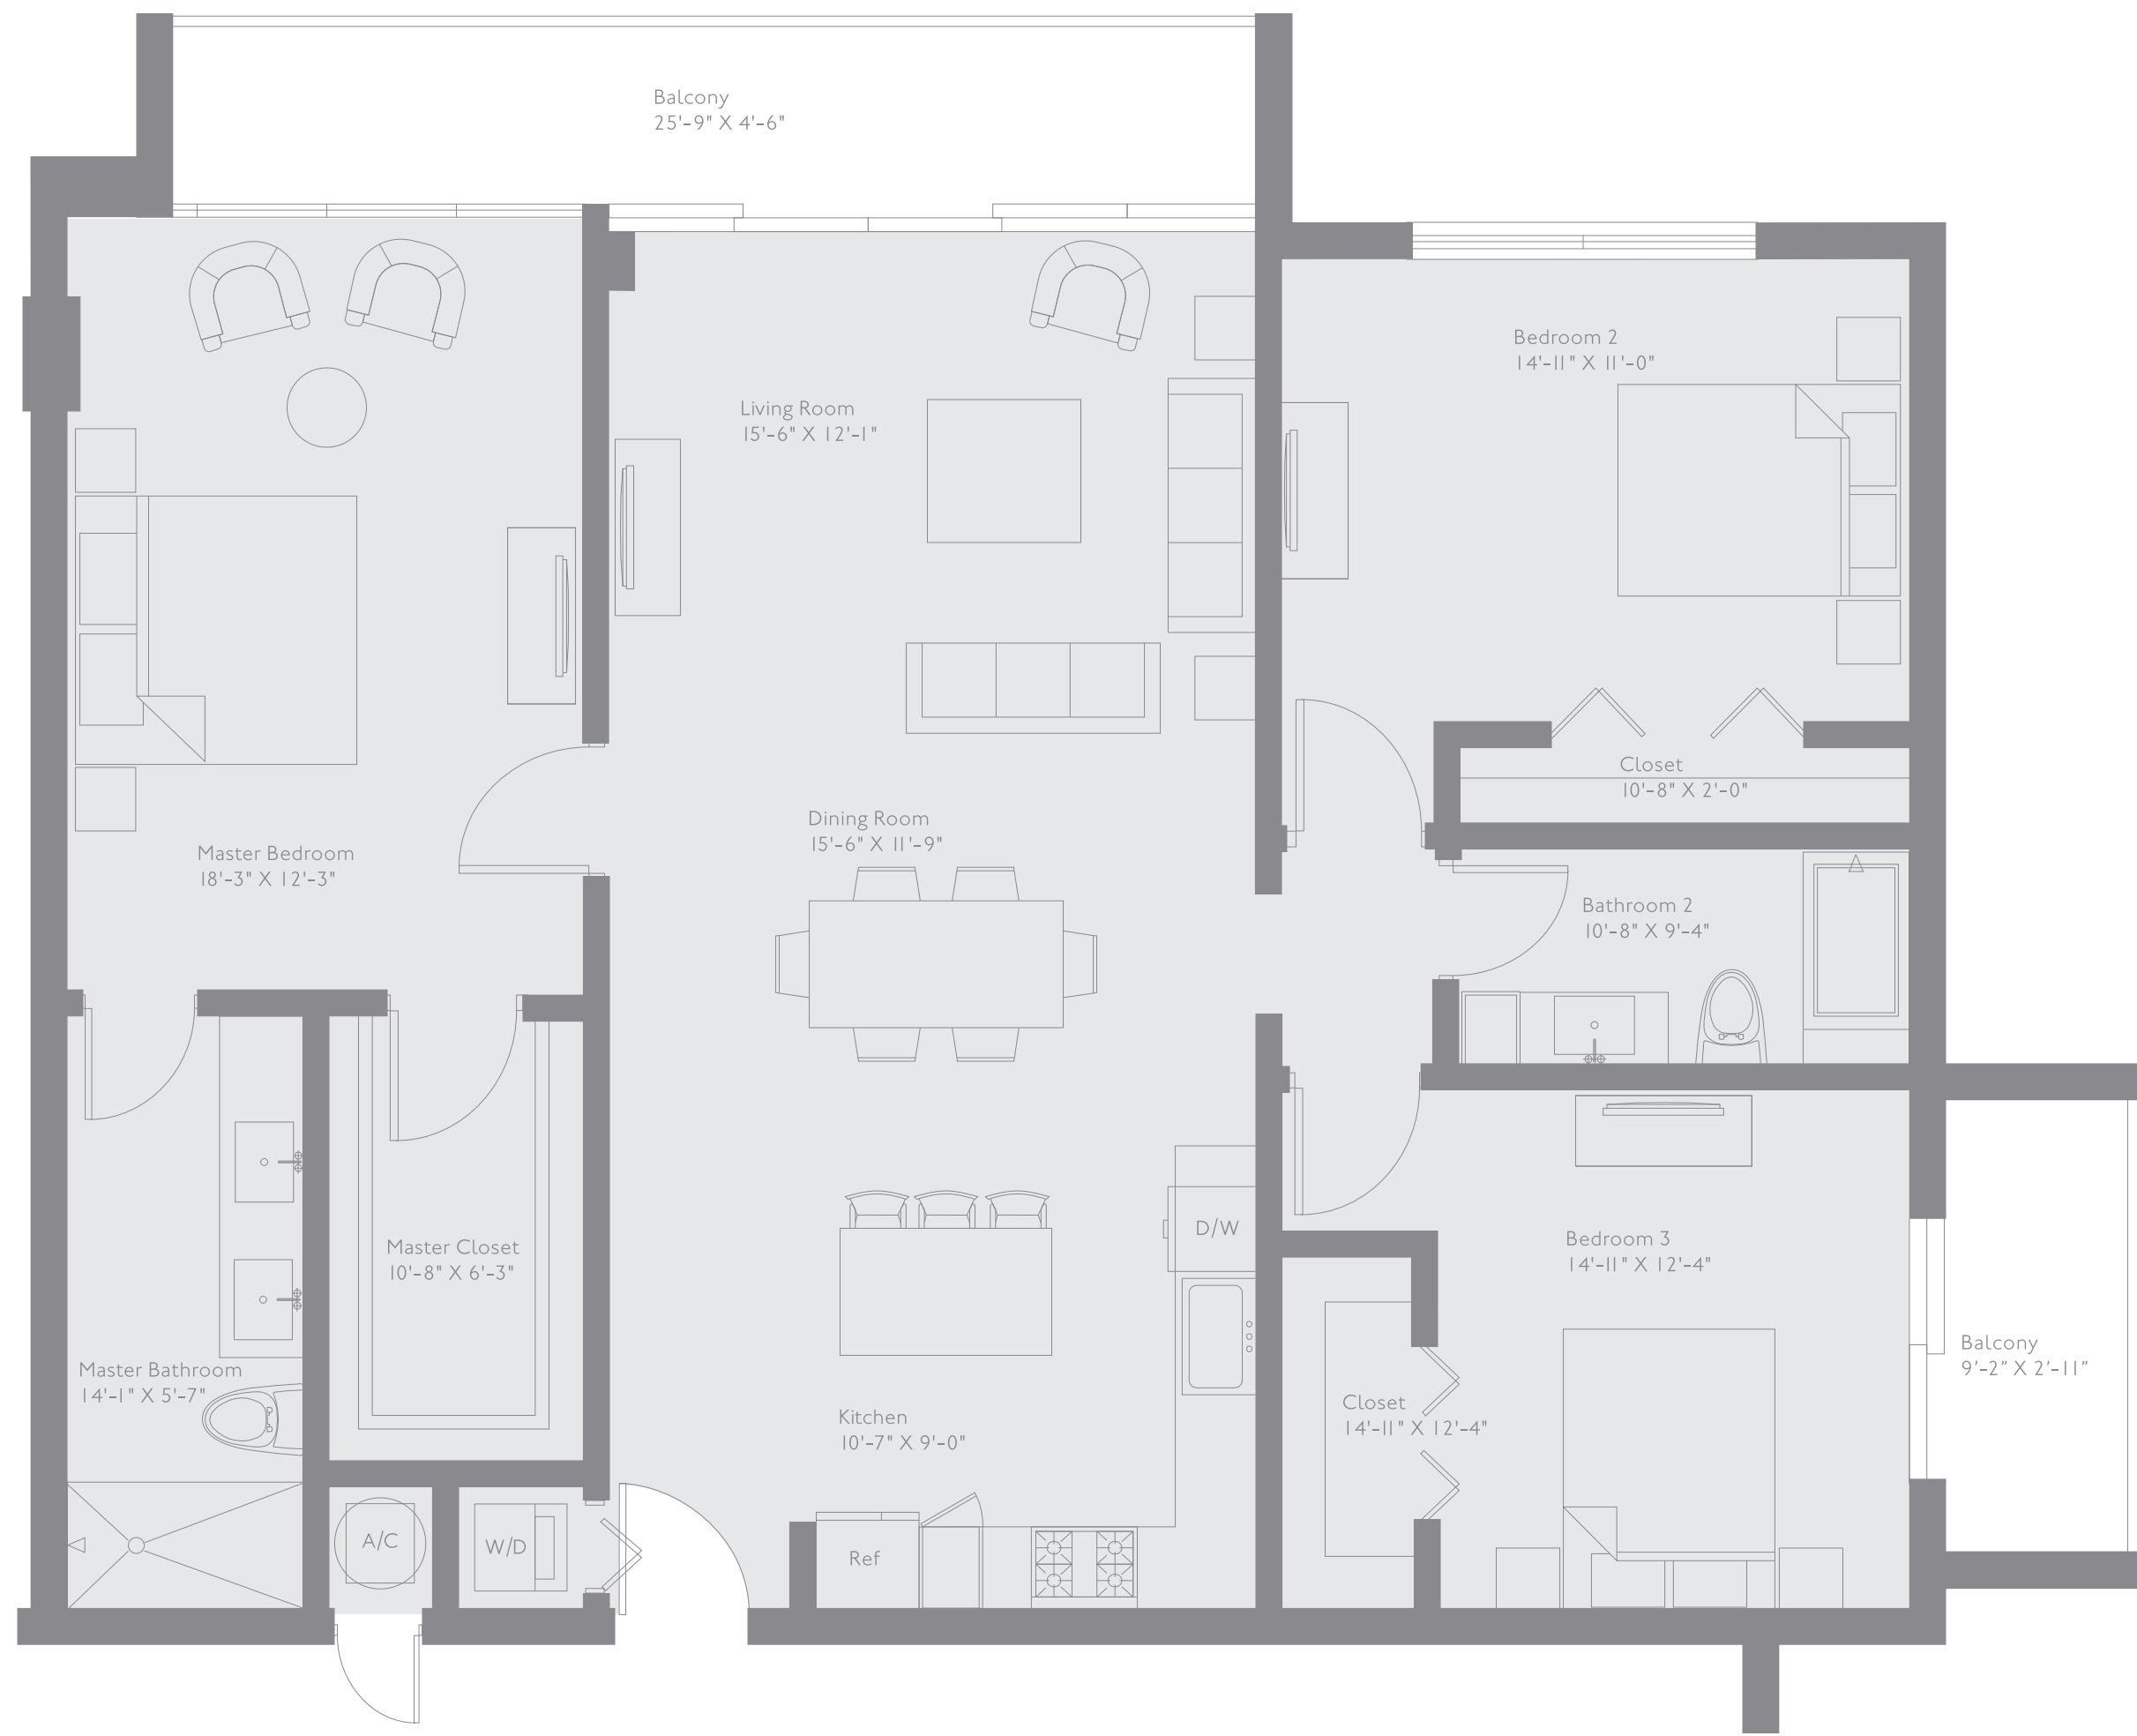 Balcony
25'-9" X 4'-6"
Bedroom 2
14'-11" X 11'-0"
Living Room
15'-6" X 12'-1"
Closet
10'-8" X 2'-0"
Dining Room
15'-6" X 11'-9"
Master Bedroom
18'-3" X 12'-3"
Bathroom 2
10'-8" X 9'-4"
D/W
Bedroom 3
14'-11" X 12'-4"
Master Closet
10'-8" X 6'-3"
Balcony
9’-2” X 2’-11”
Master Bathroom
14'-1" X 5'-7"
Closet
14'-11" X 12'-4"
Kitchen
10'-7" X 9'-0"
A/C
W/D
Ref